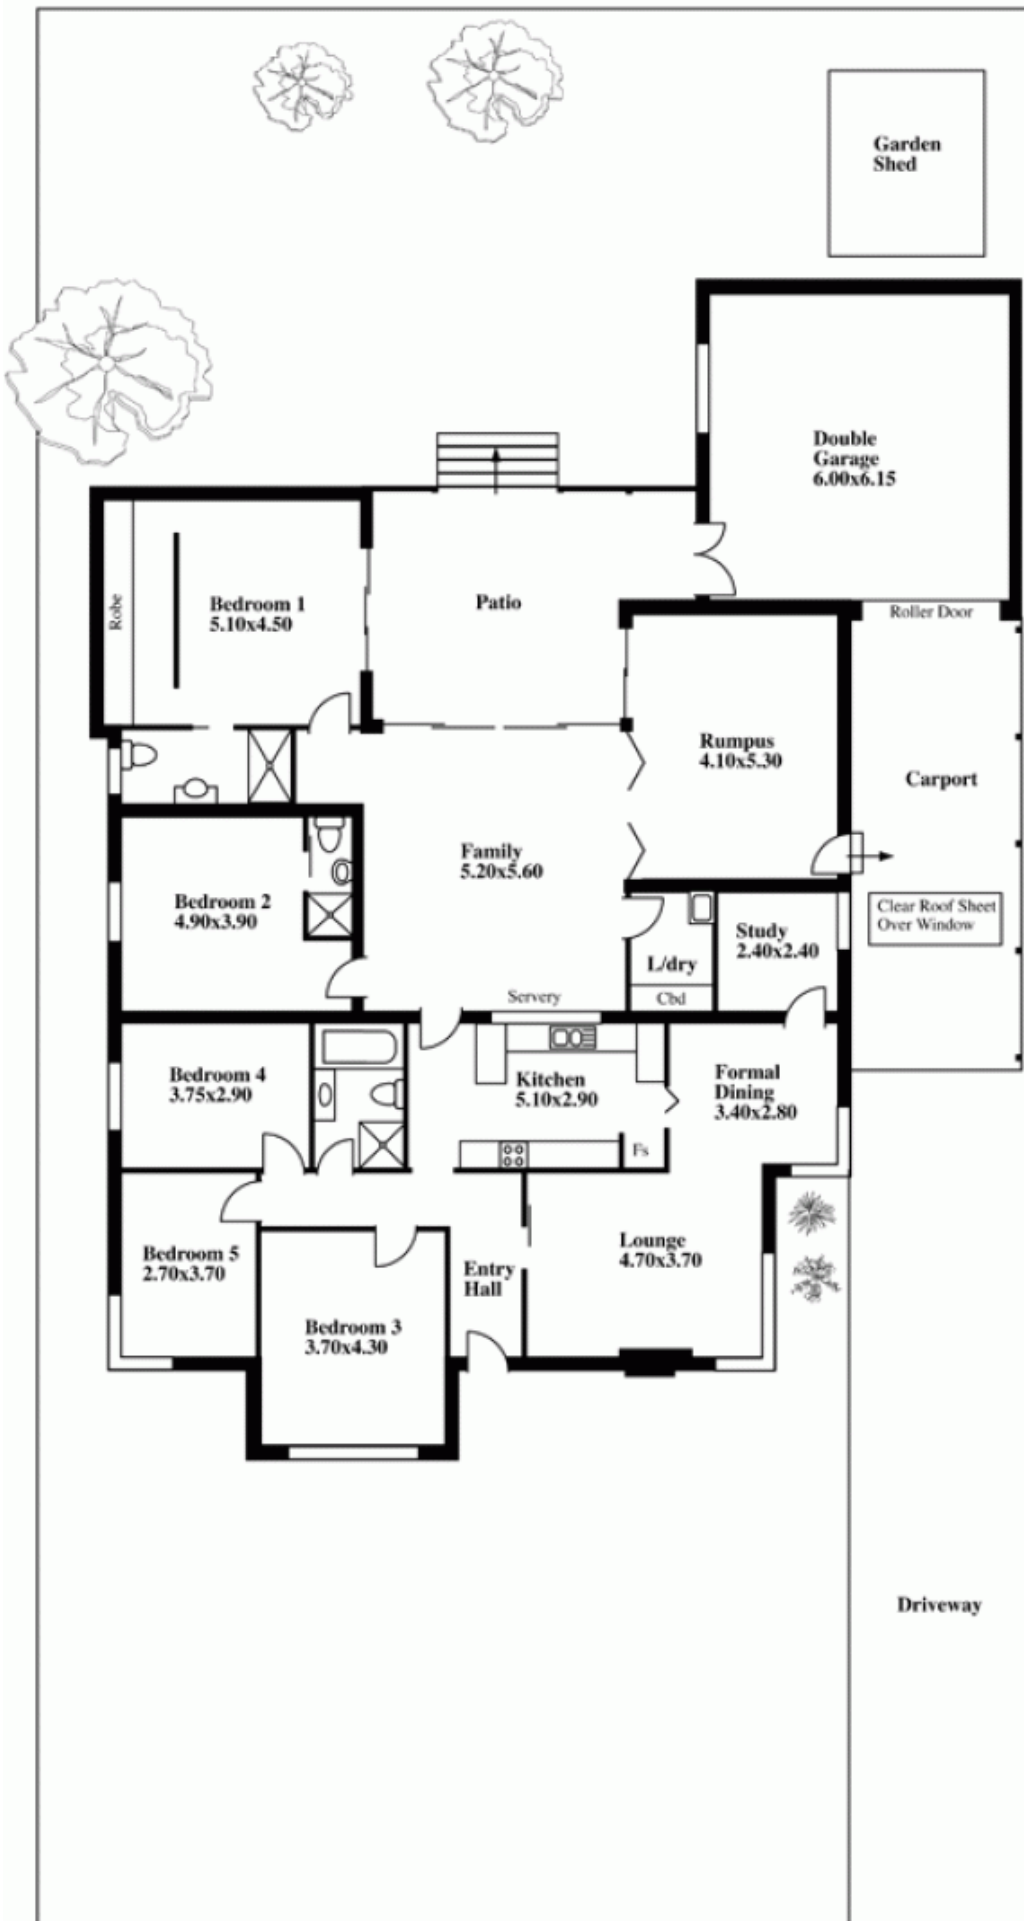 Garden
Shed
Double
Garage
6.00x6.15
Robe
Bedroom 1
5.10x4.50
Patio
Roller Door
Rumpus
4.10x5.30
Carport
Family
5.20x5.60
Bedroom 2
4.90x3.90
Clear Roof Sheet
Over Window
Study
2.40x2.40
L/dry
Cbd
Servery
Bedroom 4
3.75x2.90
Kitchen
5.10x2.90
Formal
Dining
3.40x2.80
Fs
Bedroom 5
2.70x3.70
Lounge
4.70x3.70
Entry
Hall
Bedroom 3
3.70x4.30
Driveway